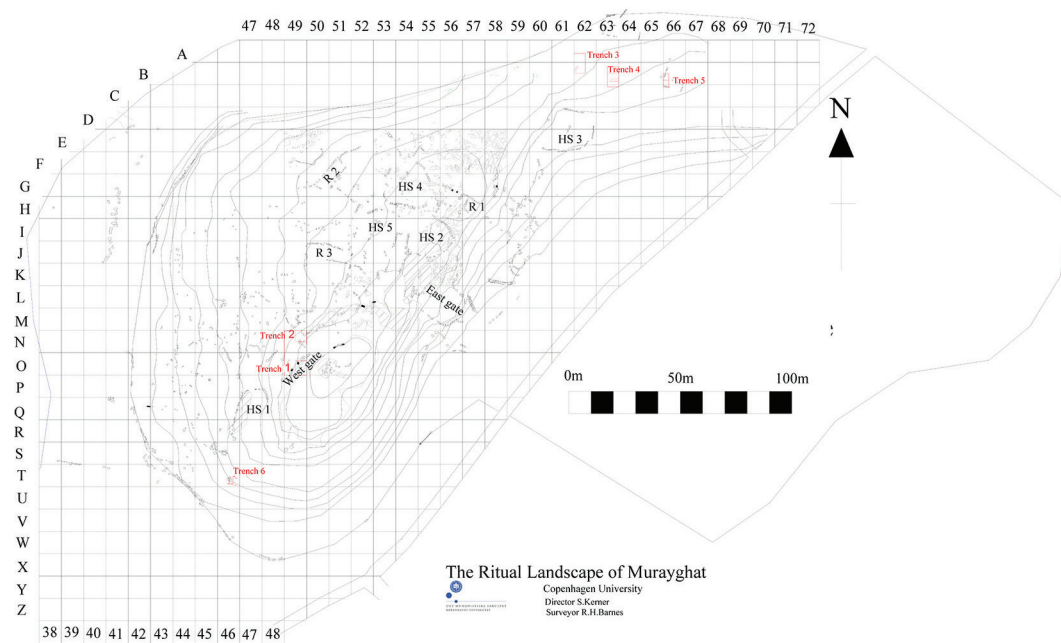 47 48 49 50 51 52 53 54 55 56 57 58 59 60 61 62 63 64 65 66 67 68 69 70 71 72
A
Trench 3
Trench 4
B
Trench 5
C
N
D
HS 3
E
F
R 2
G
HS 4
H
R 1
I
HS 5
HS 2
J
R 3
K
L
East gate
M
e
Trench 2
N
O
Trench 1
West gate
0m 50m 100m
P
HS 1
Q
R
S
Trench 6
T
U
V
W
X
The Ritual Landscape of Murayghat
Y
Copenhagen University
Director S.Kerner
Z
Surveyor R.H.Barnes
38 39 40 41 42 43 44 45 46 47 48